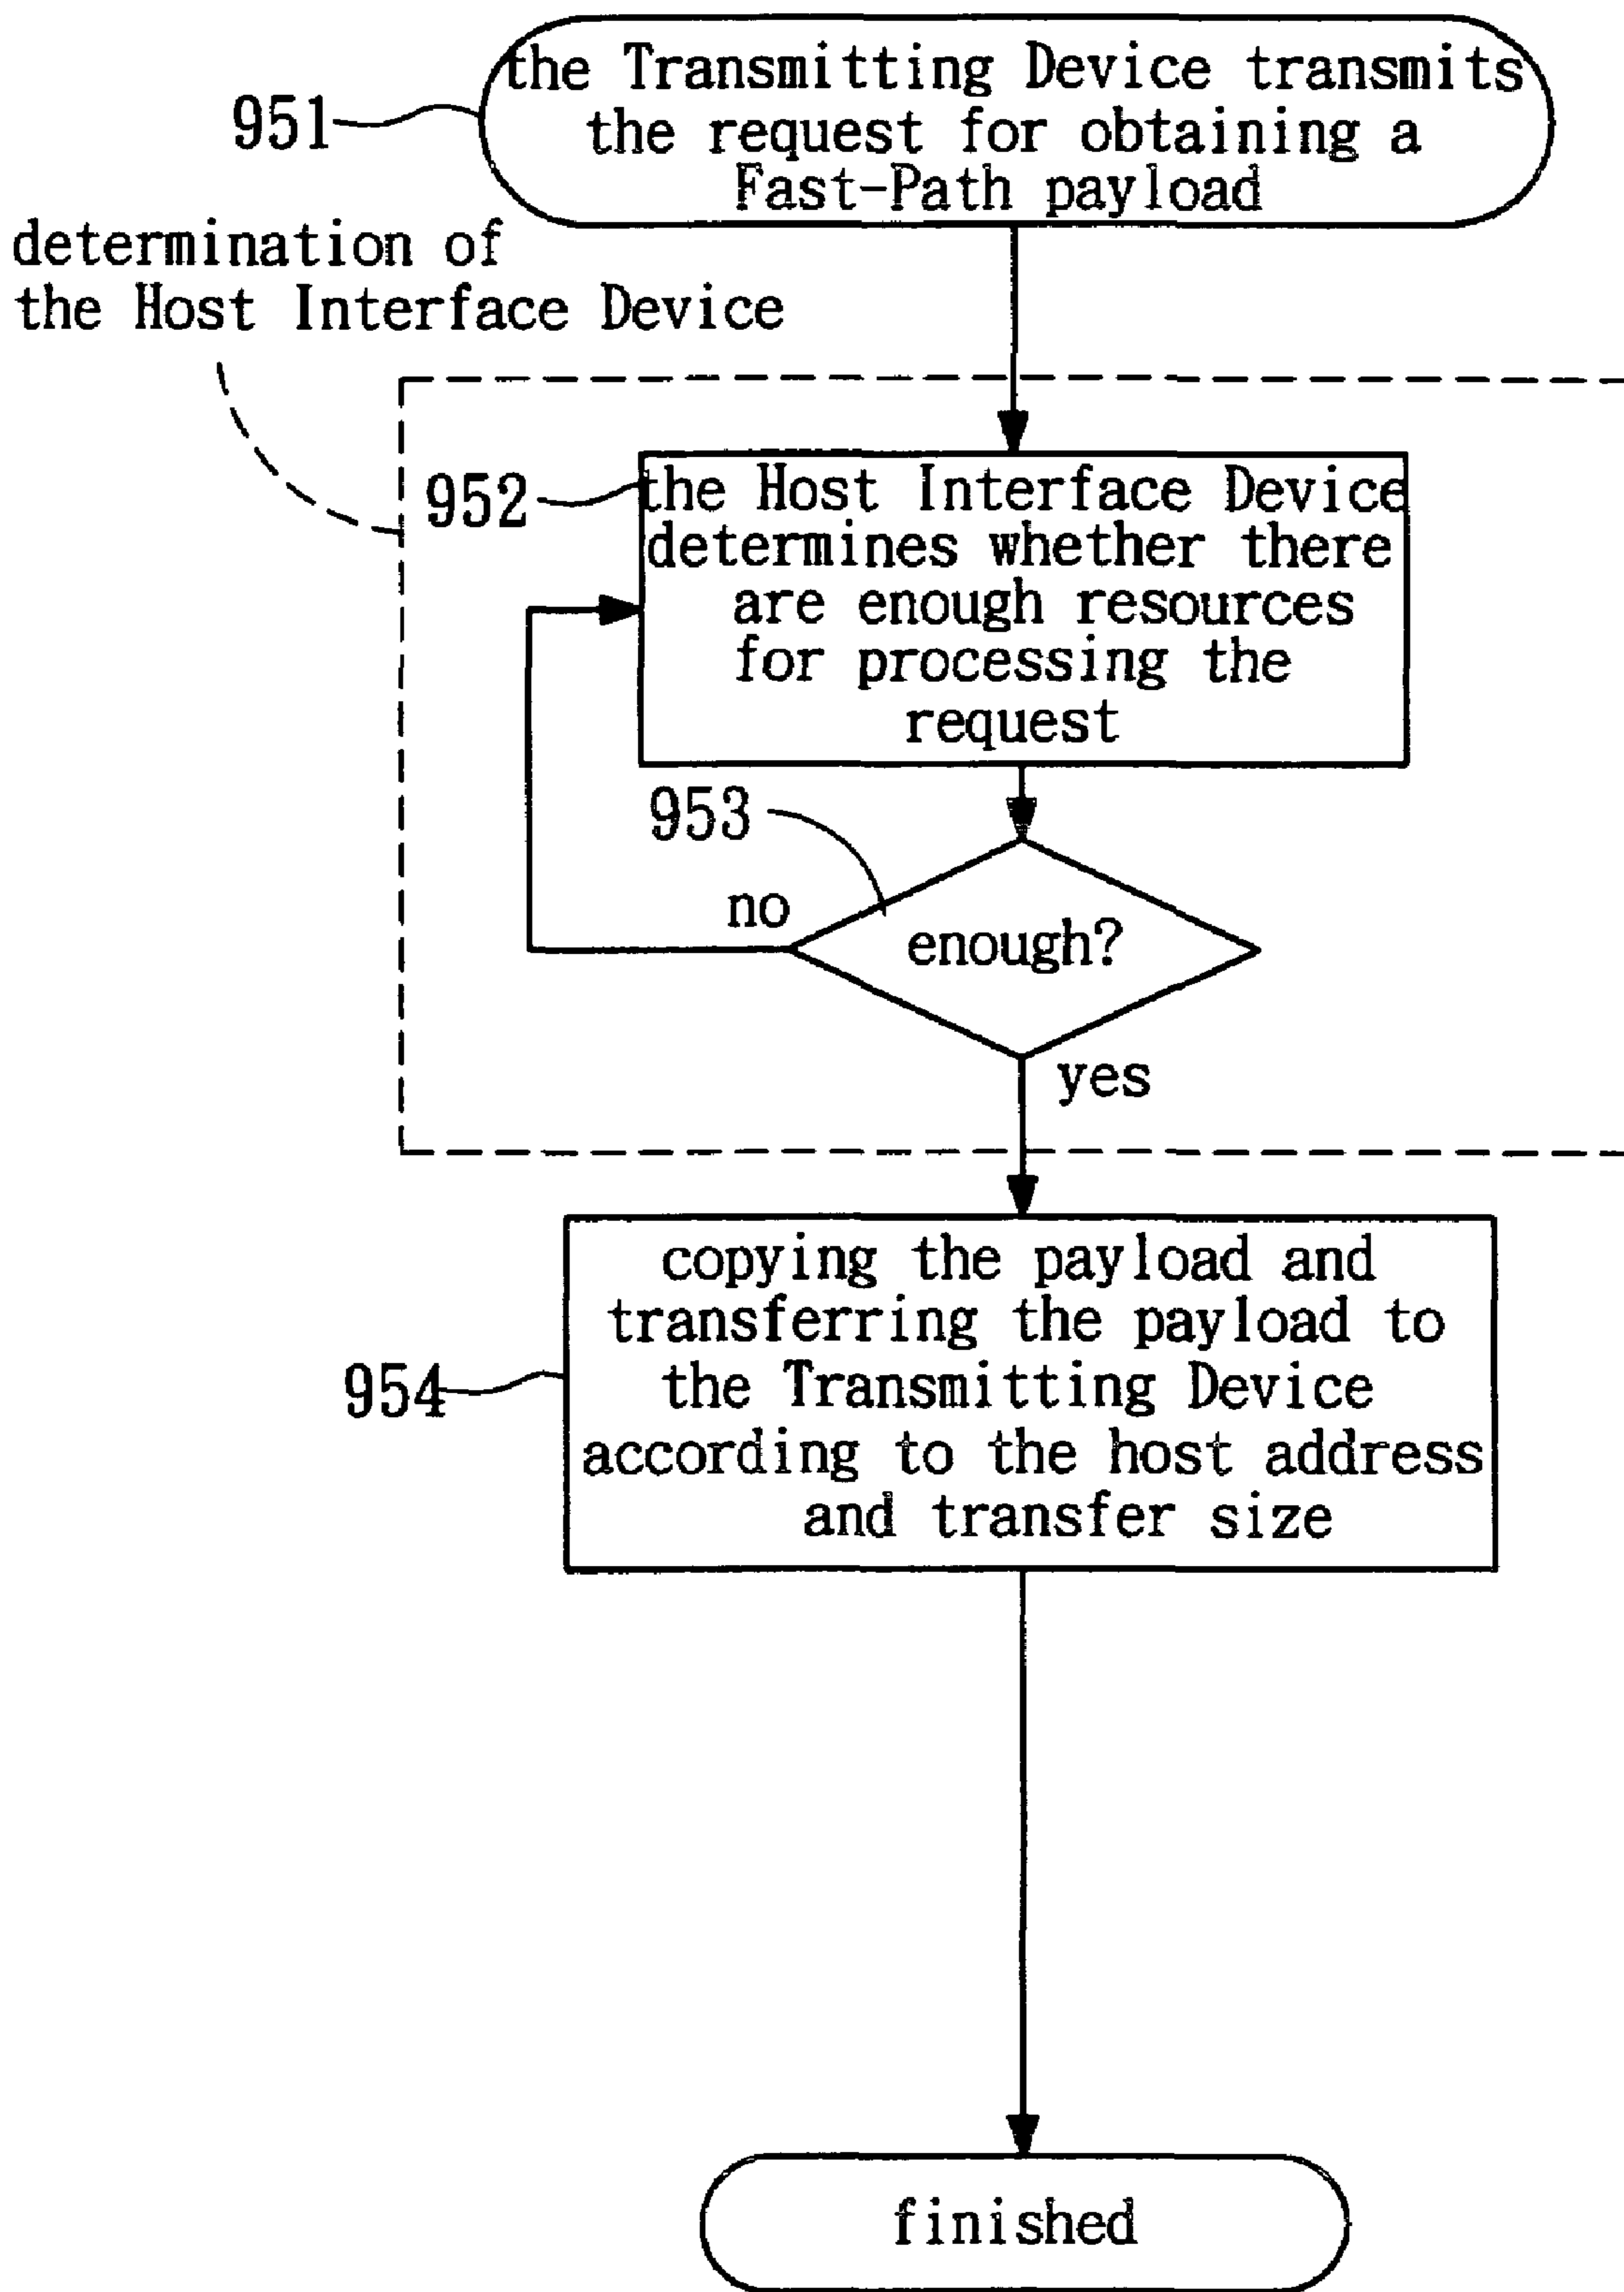 the Transmitting Device transmits
the request for obtaining a
Fast-Path payload
951
determination of
the Host Interface Device
952
the Host Interface Device
determines whether there
are enough resources
for processing the
request
953
no
enough?
yes
copying the payload and
transferring the payload to
the Transmitting Device
according to the host address
and transfer size
954
finished